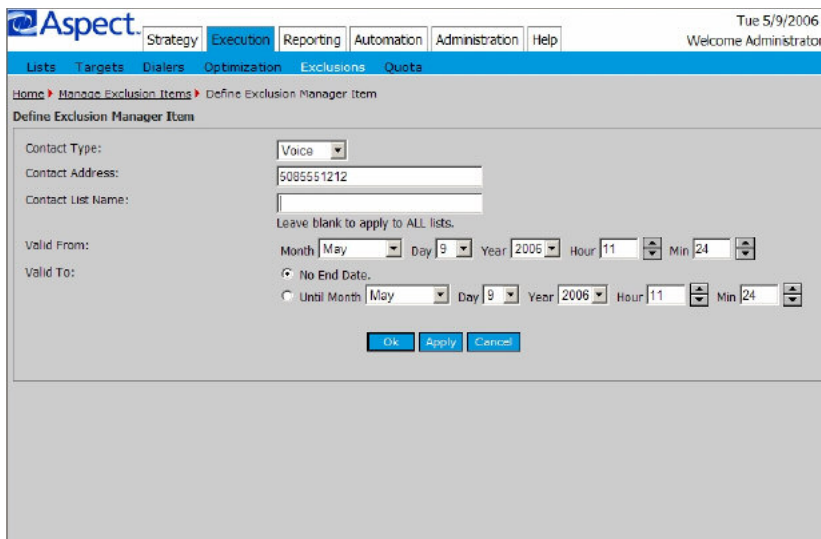 Aspect.
Tue 5/9/2006
Strategy Execution Reporting Automation Administration Help
Welcome Administrator
Lists Targets Dialers Optimization Exclusions Quota
Home Manage Exclusion Items Define Exclusion Manager Item
Define Exclusion Manager Item
Contact Type: Voice
Contact Address: 5085551212
Contact List Name:
Leave blank to apply to ALL lists.
Valid From: Month May Day 9 Year 2006 Hour 11 Min 24
Valid To: No End Date.
Until Month May Day 9 Year 2006 Hour 11 Min 24
Ok Apply Cancel